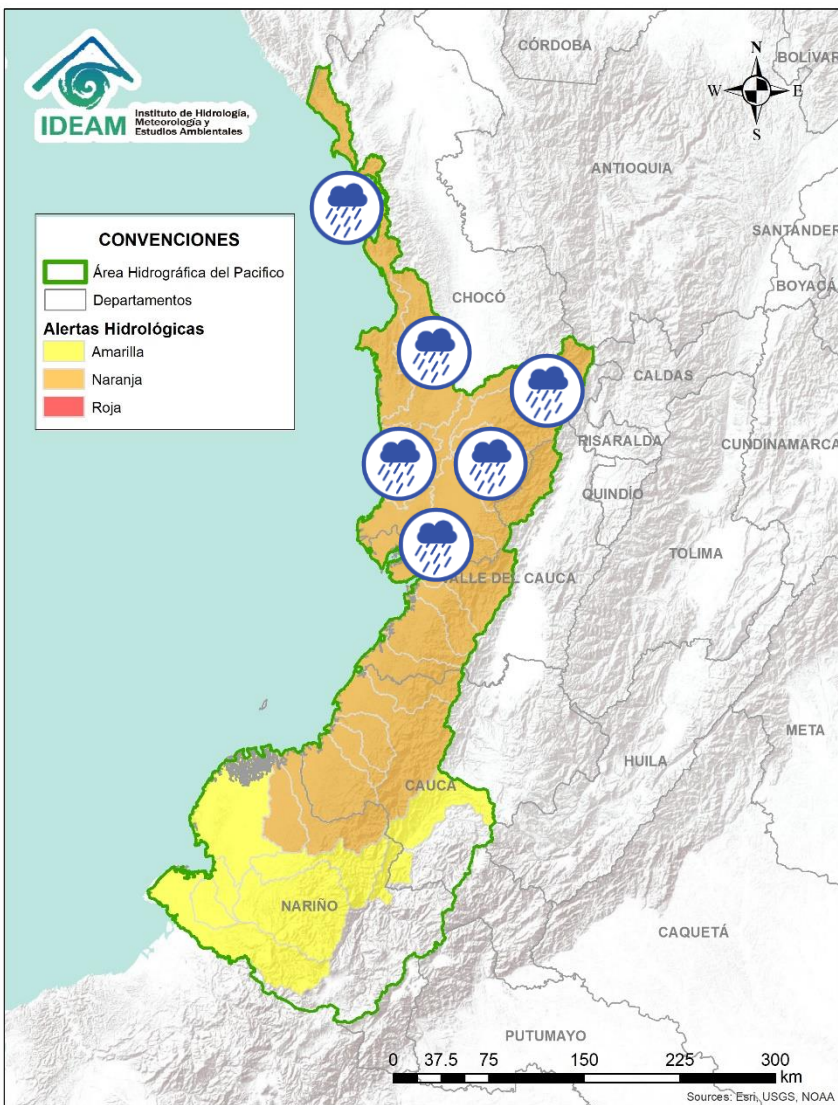 IDEAM
Instituto de Hidrología,
Meteorología y
Estudios Ambientales
CÓRDOBA
BOLÍVAR
N
W
E
S
ANTIOQUIA
SANTANDER
BOYACÁ
CONVENCIONES
Área Hidrográfica del Pacifico
Departamentos
Alertas Hidrológicas
Amarilla
Naranja
Roja
CHOCÓ
CALDAS
RISARALDA
CUNDINAMARCA
QUINDÍO
TOLIMA
VALLE DEL CAUCA
META
HUILA
CAUCA
NARIÑO
CAQUETÁ
PUTUMAYO
0 37.5 75 150 225 300
km
Sources: Esri, USGS, NOAA